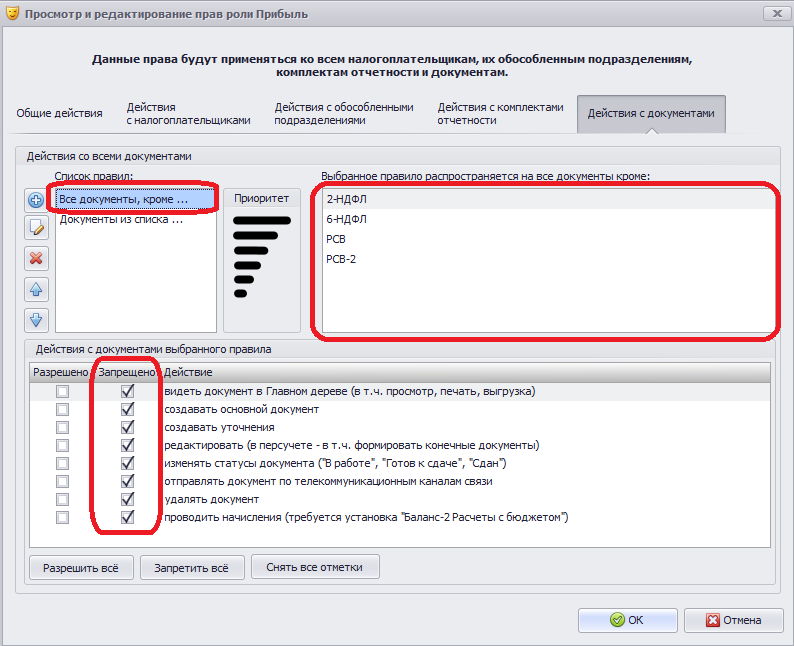 Просмотр и редактирование прав роли Прибыль
Данные права будут применяться ко всем налогоплательщикам, их обособленным подразделениям,
комплектам отчетности и документам.
Общие действия
Действия
с налогоплательщиками
Действия с обособленными
подразделениями
Действия с комплектами
отчетности
Действия с документами
Действия со всеми документами
Список правил:
Все документы, кроме ...
Документы из списка ...
Приоритет
Выбранное правило распространяется на все документы кроме:
2-НДФЛ
6-НДФЛ
РСВ
РСВ-2
Действия с документами выбранного правила
Разрешено Запрещено Действие
видеть документ в Главном дереве (в т.ч. просмотр, печать, выгрузка)
создавать основной документ
создавать уточнения
редактировать (в персучете - в т.ч. формировать конечные документы)
изменять статусы документа ("В работе", "Готов к сдаче", "Сдан")
отправлять документ по телекоммуникационным каналам связи
удалять документ
проводить начисления (требуется установка "Баланс-2 Расчеты с бюджетом")
Разрешить всё Запретить всё Снять все отметки
ОК Отмена